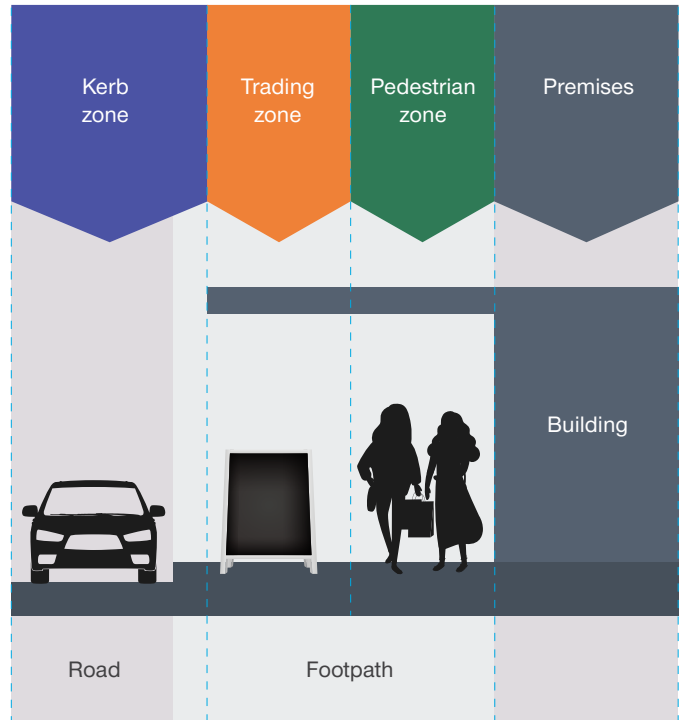 Kerb
zone
Trading
zone
Pedestrian
zone
Premises
Building
Road
Footpath